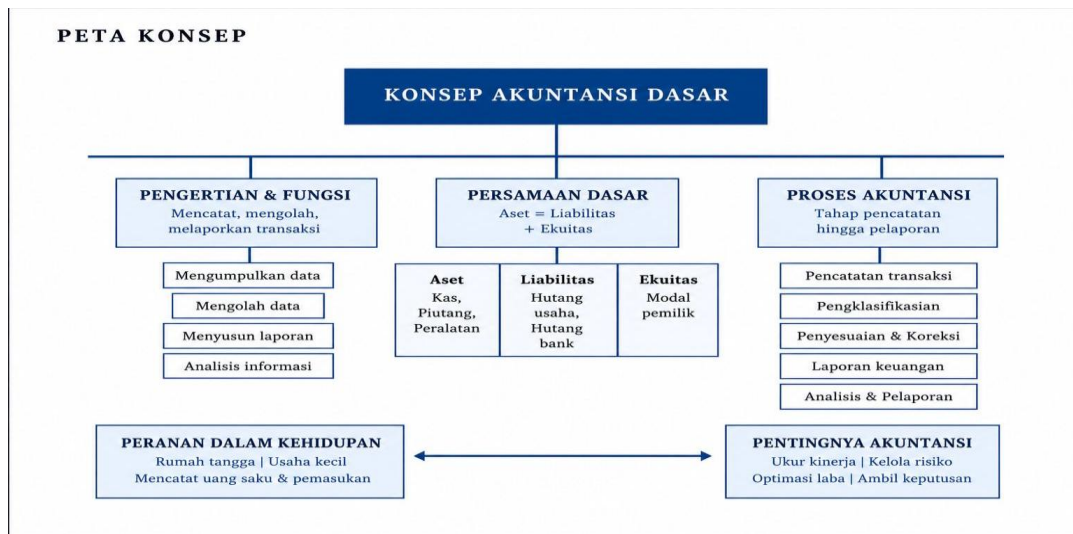 PETA KONSEP
KONSEP AKUNTANSI DASAR
PENGERTIAN & FUNGSI
Mencatat, mengolah,
melaporkan transaksi
Mengumpulkan data
Mengolah data
Menyusun laporan
Analisis informasi
PERSAMAAN DASAR
Aset = Liabilitas
+ Ekuitas
Aset
Kas,
Piutang,
Peralatan
Liabilitas
Hutang
usaha,
Hutang
bank
Ekuitas
Modal
pemilik
PROSES AKUNTANSI
Tahap pencatatan
hingga pelaporan
Pencatatan transaksi
Pengklasifikasian
Penyesuaian & Koreksi
Laporan keuangan
Analisis & Pelaporan
PERANAN DALAM KEHIDUPAN
Rumah tangga | Usaha kecil
Mencatat uang saku & pemasukan
PENTINGNYA AKUNTANSI
Ukur kinerja | Kelola risiko
Optimasi laba | Ambil keputusan